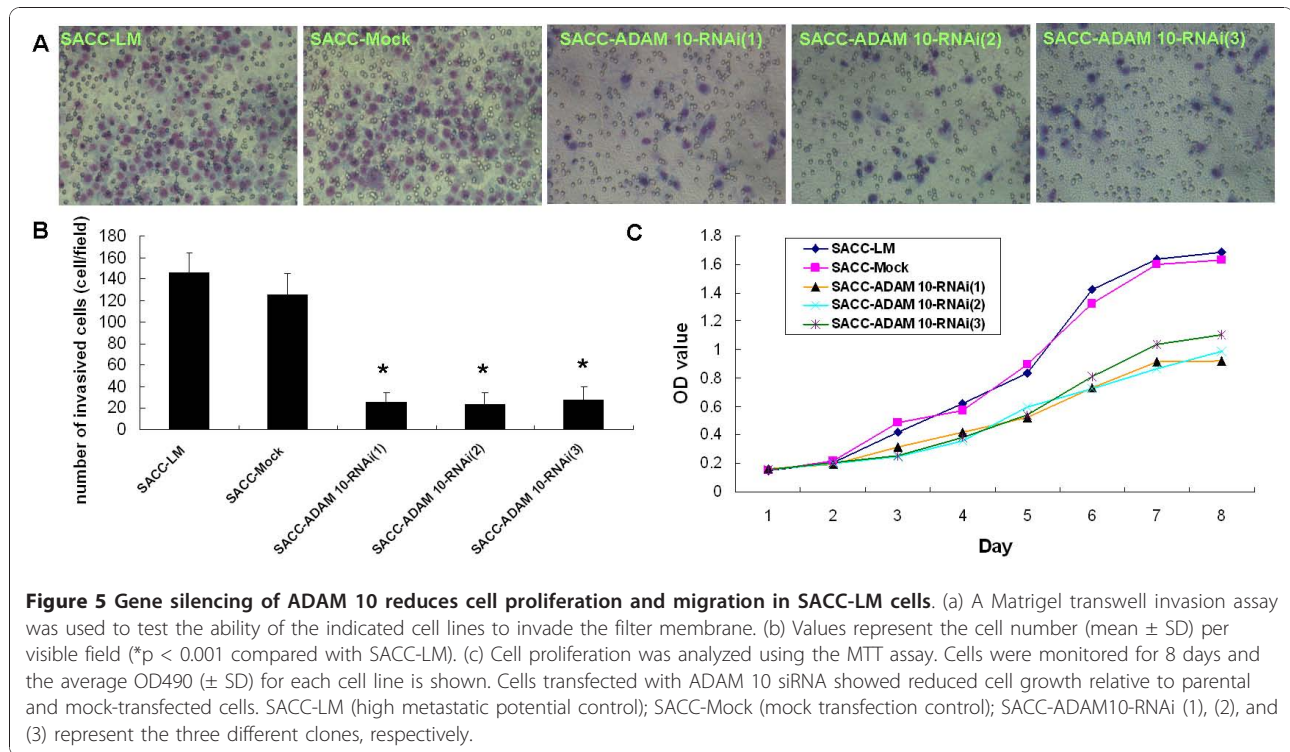 A
SACC-LM
SACC-Mock
SACC-ADAM 10-RNAi(1)
SACC-ADAM 10-RNAi(2)
SACC-ADAM 10-RNAi(3)
B
number of invasived cells (cell/field)
180
160
140
120
100
80
60
40
20
0
*
*
*
SACC-LM
SACC-Mock
SACC-ADAM 10-RNAi(1)
SACC-ADAM 10-RNAi(2)
SACC-ADAM 10-RNAi(3)
C
OD value
1.8
1.6
1.4
1.2
1
0.8
0.6
0.4
0.2
0
SACC-LM
SACC-Mock
SACC-ADAM 10-RNAi(1)
SACC-ADAM 10-RNAi(2)
SACC-ADAM 10-RNAi(3)
1 2 3 4 5 6 7 8
Day
Figure 5 Gene silencing of ADAM 10 reduces cell proliferation and migration in SACC-LM cells. (a) A Matrigel transwell invasion assay
was used to test the ability of the indicated cell lines to invade the filter membrane. (b) Values represent the cell number (mean ± SD) per
visible field (*p < 0.001 compared with SACC-LM). (c) Cell proliferation was analyzed using the MTT assay. Cells were monitored for 8 days and
the average OD490 (± SD) for each cell line is shown. Cells transfected with ADAM 10 siRNA showed reduced cell growth relative to parental
and mock-transfected cells. SACC-LM (high metastatic potential control); SACC-Mock (mock transfection control); SACC-ADAM10-RNAi (1), (2), and
(3) represent the three different clones, respectively.